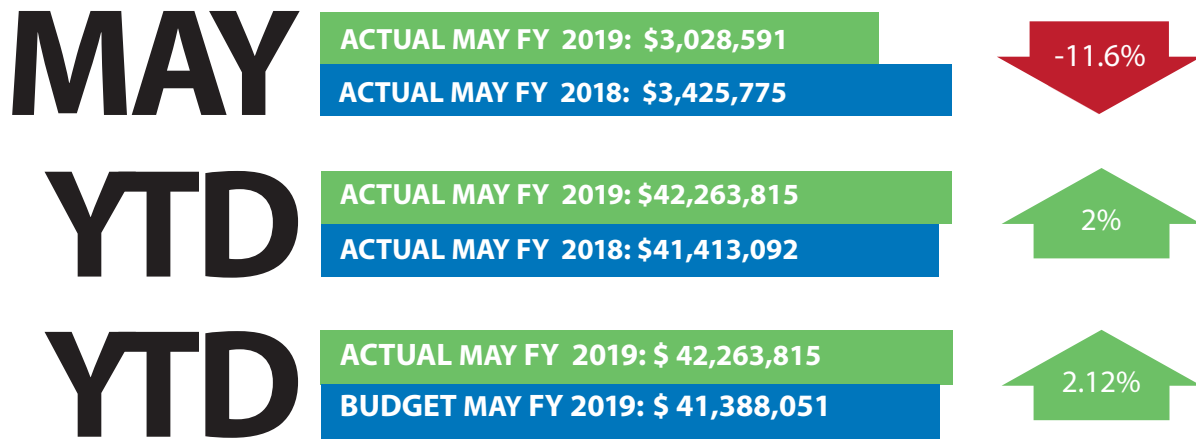 MAY
ACTUAL MAY FY 2019: $3,028,591
ACTUAL MAY FY 2018: $3,425,775
-11.6%
YTD
ACTUAL MAY FY 2019: $42,263,815
ACTUAL MAY FY 2018: $41,413,092
2%
YTD
ACTUAL MAY FY 2019: $ 42,263,815
BUDGET MAY FY 2019: $ 41,388,051
2.12%